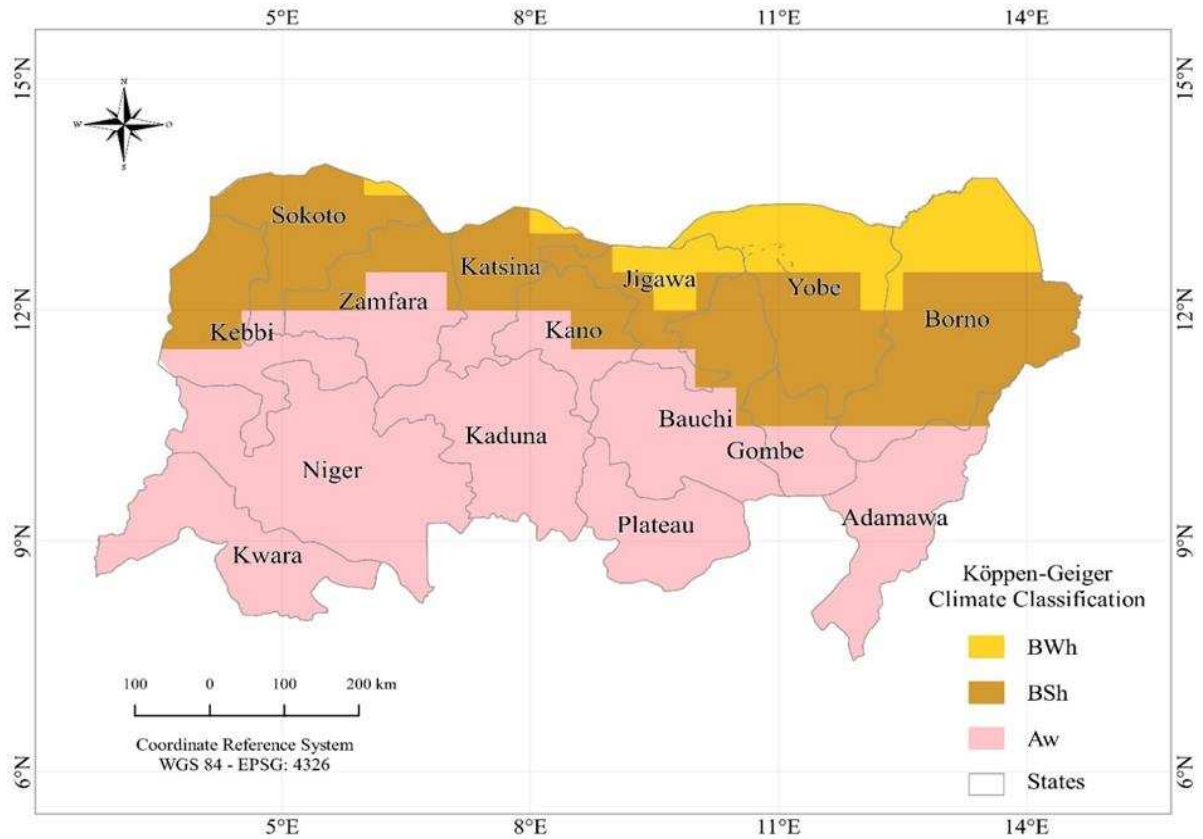 5°E 8°E 11°E 14°E
15°N 15°N
N
W O
S
Sokoto
Katsina
Jigawa
Yobe
Zamfara
12°N 12°N
Kebbi
Kano
Borno
Bauchi
Kaduna
Gombe
Niger
Plateau
Adamawa
9°N 9°N
Kwara
Köppen-Geiger
Climate Classification
BWh
BSh
Aw
States
100 0 100 200 km
Coordinate Reference System
WGS 84 - EPSG: 4326
6°N 6°N
5°E 8°E 11°E 14°E